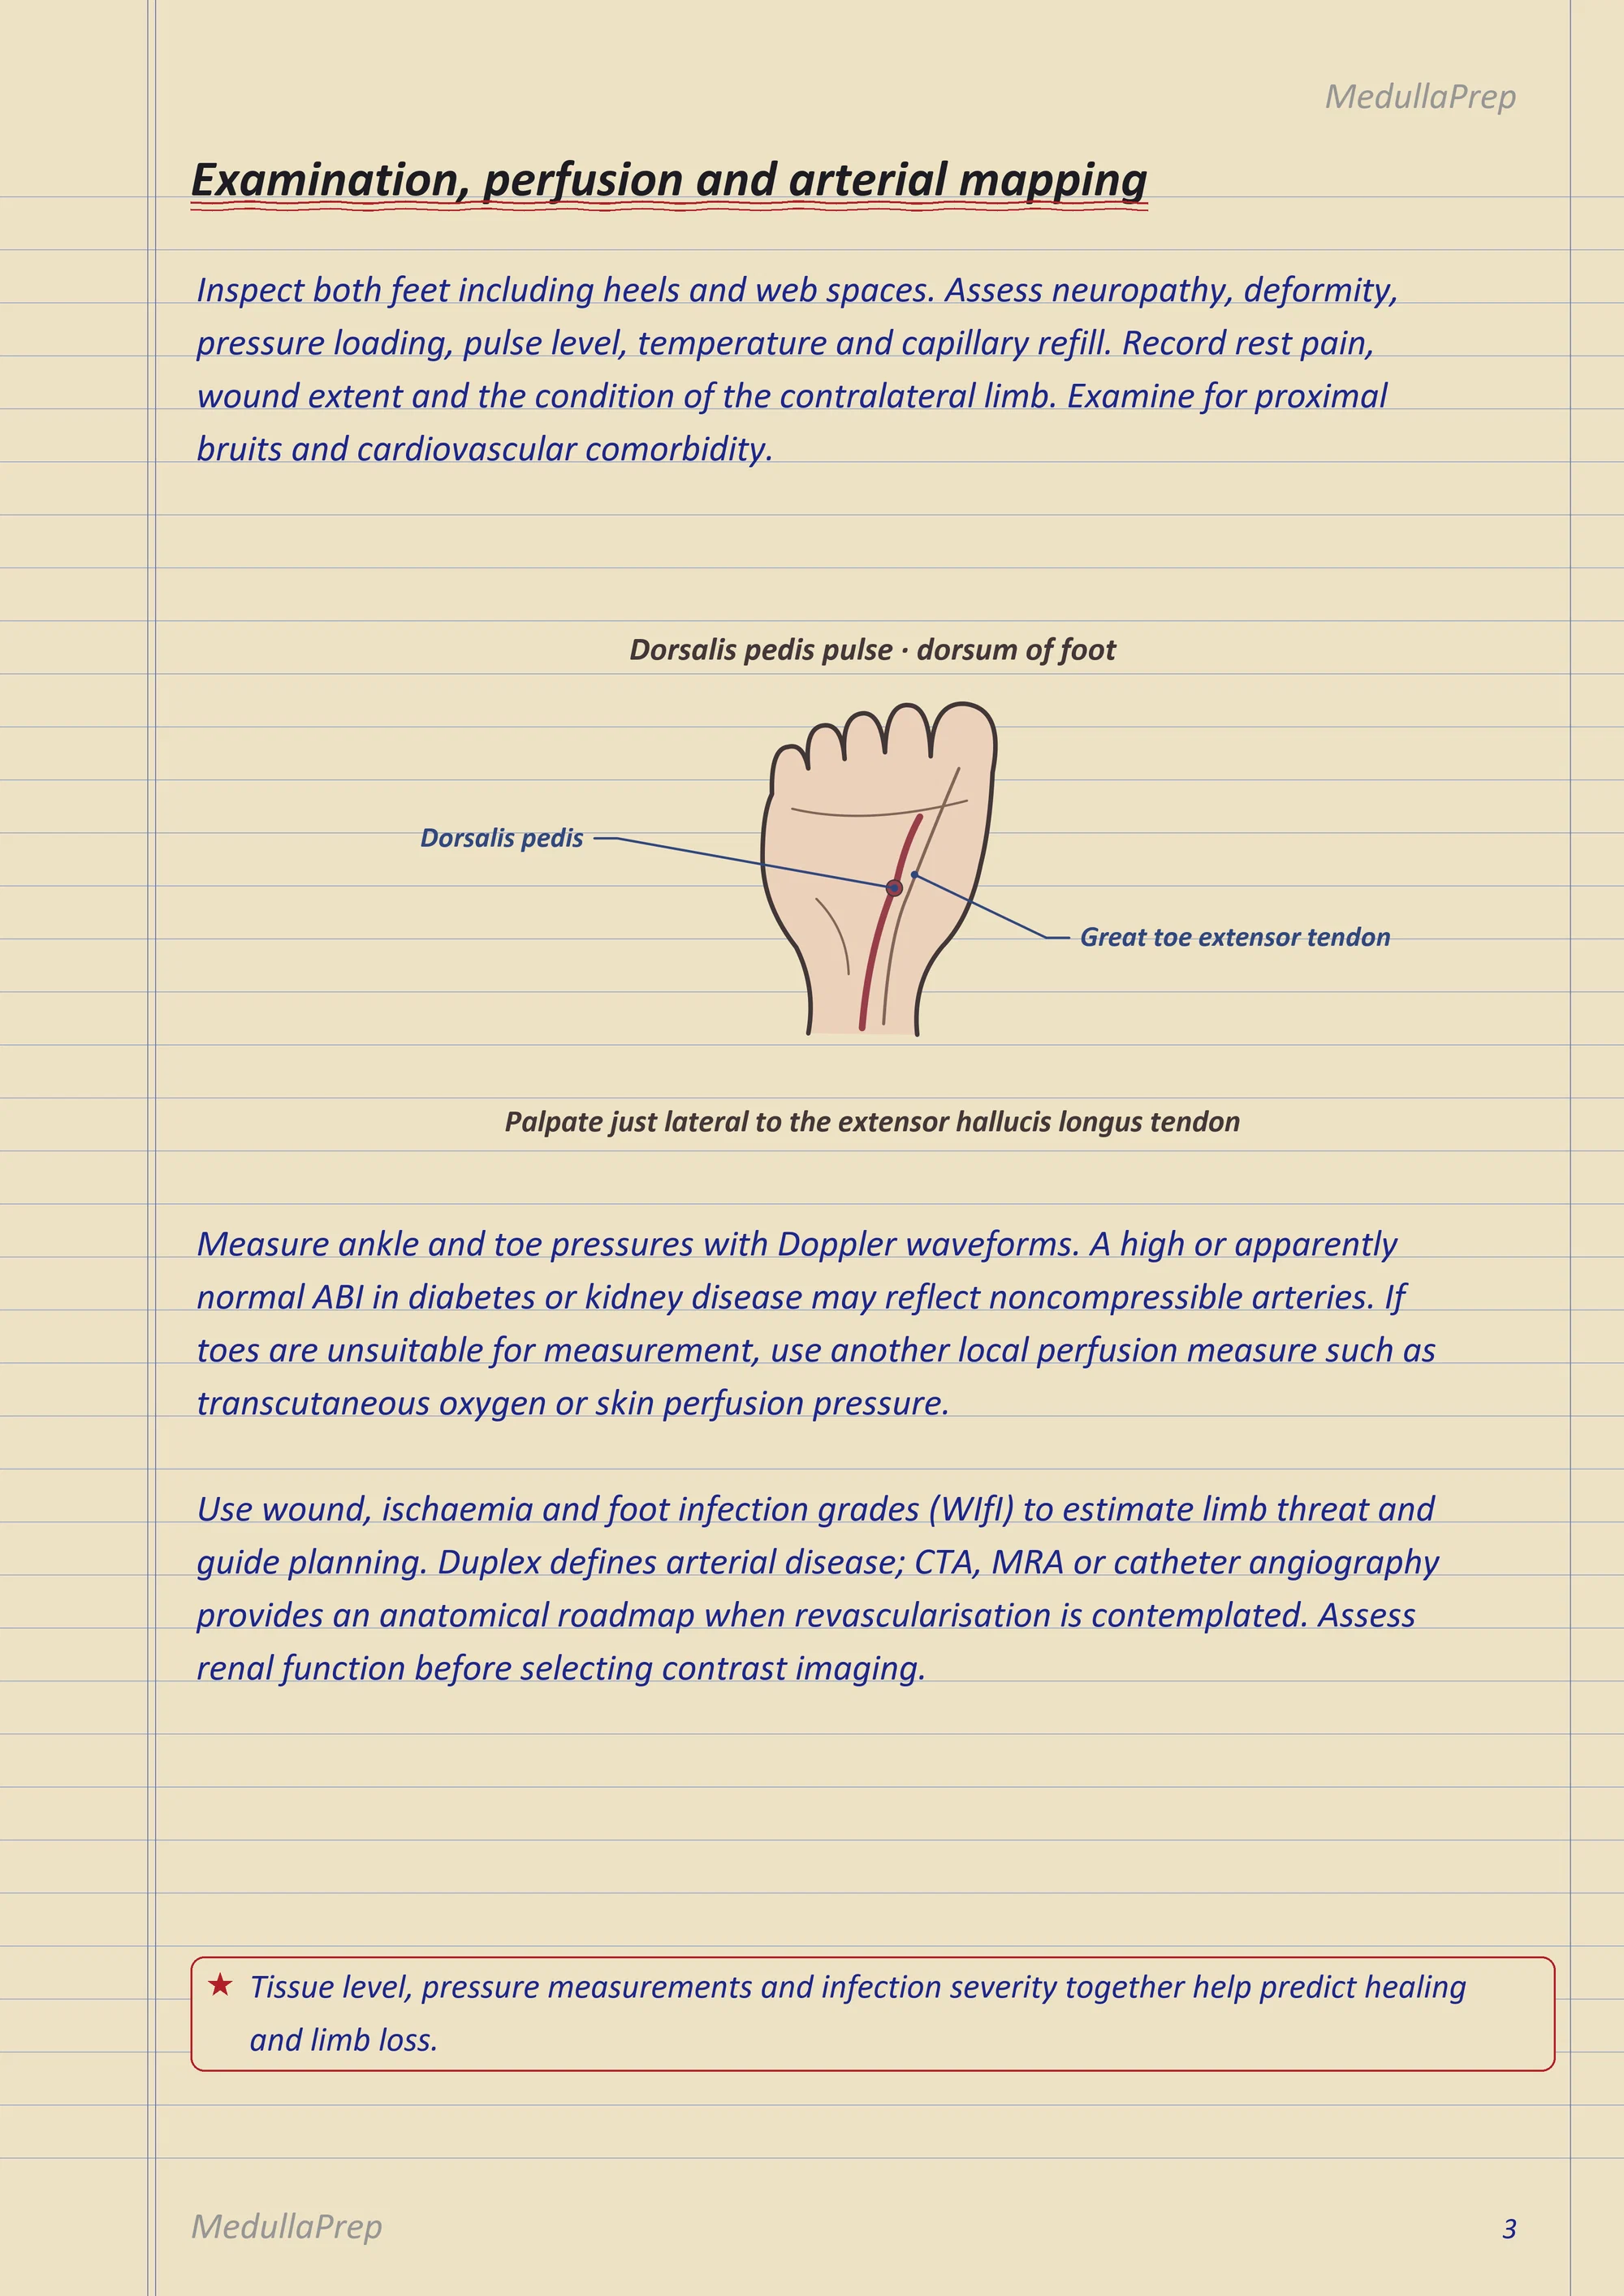 MedullaPrep
Examination, perfusion and arterial mapping
Inspect both feet including heels and web spaces. Assess neuropathy, deformity,
pressure loading, pulse level, temperature and capillary refill. Record rest pain,
wound extent and the condition of the contralateral limb. Examine for proximal
bruits and cardiovascular comorbidity.
Dorsalis pedis pulse · dorsum of foot
Dorsalis pedis
Great toe extensor tendon
Palpate just lateral to the extensor hallucis longus tendon
Measure ankle and toe pressures with Doppler waveforms. A high or apparently
normal ABI in diabetes or kidney disease may reflect noncompressible arteries. If
toes are unsuitable for measurement, use another local perfusion measure such as
transcutaneous oxygen or skin perfusion pressure.
Use wound, ischaemia and foot infection grades (WIfI) to estimate limb threat and
guide planning. Duplex defines arterial disease; CTA, MRA or catheter angiography
provides an anatomical roadmap when revascularisation is contemplated. Assess
renal function before selecting contrast imaging.
★ Tissue level, pressure measurements and infection severity together help predict healing
and limb loss.
MedullaPrep
3